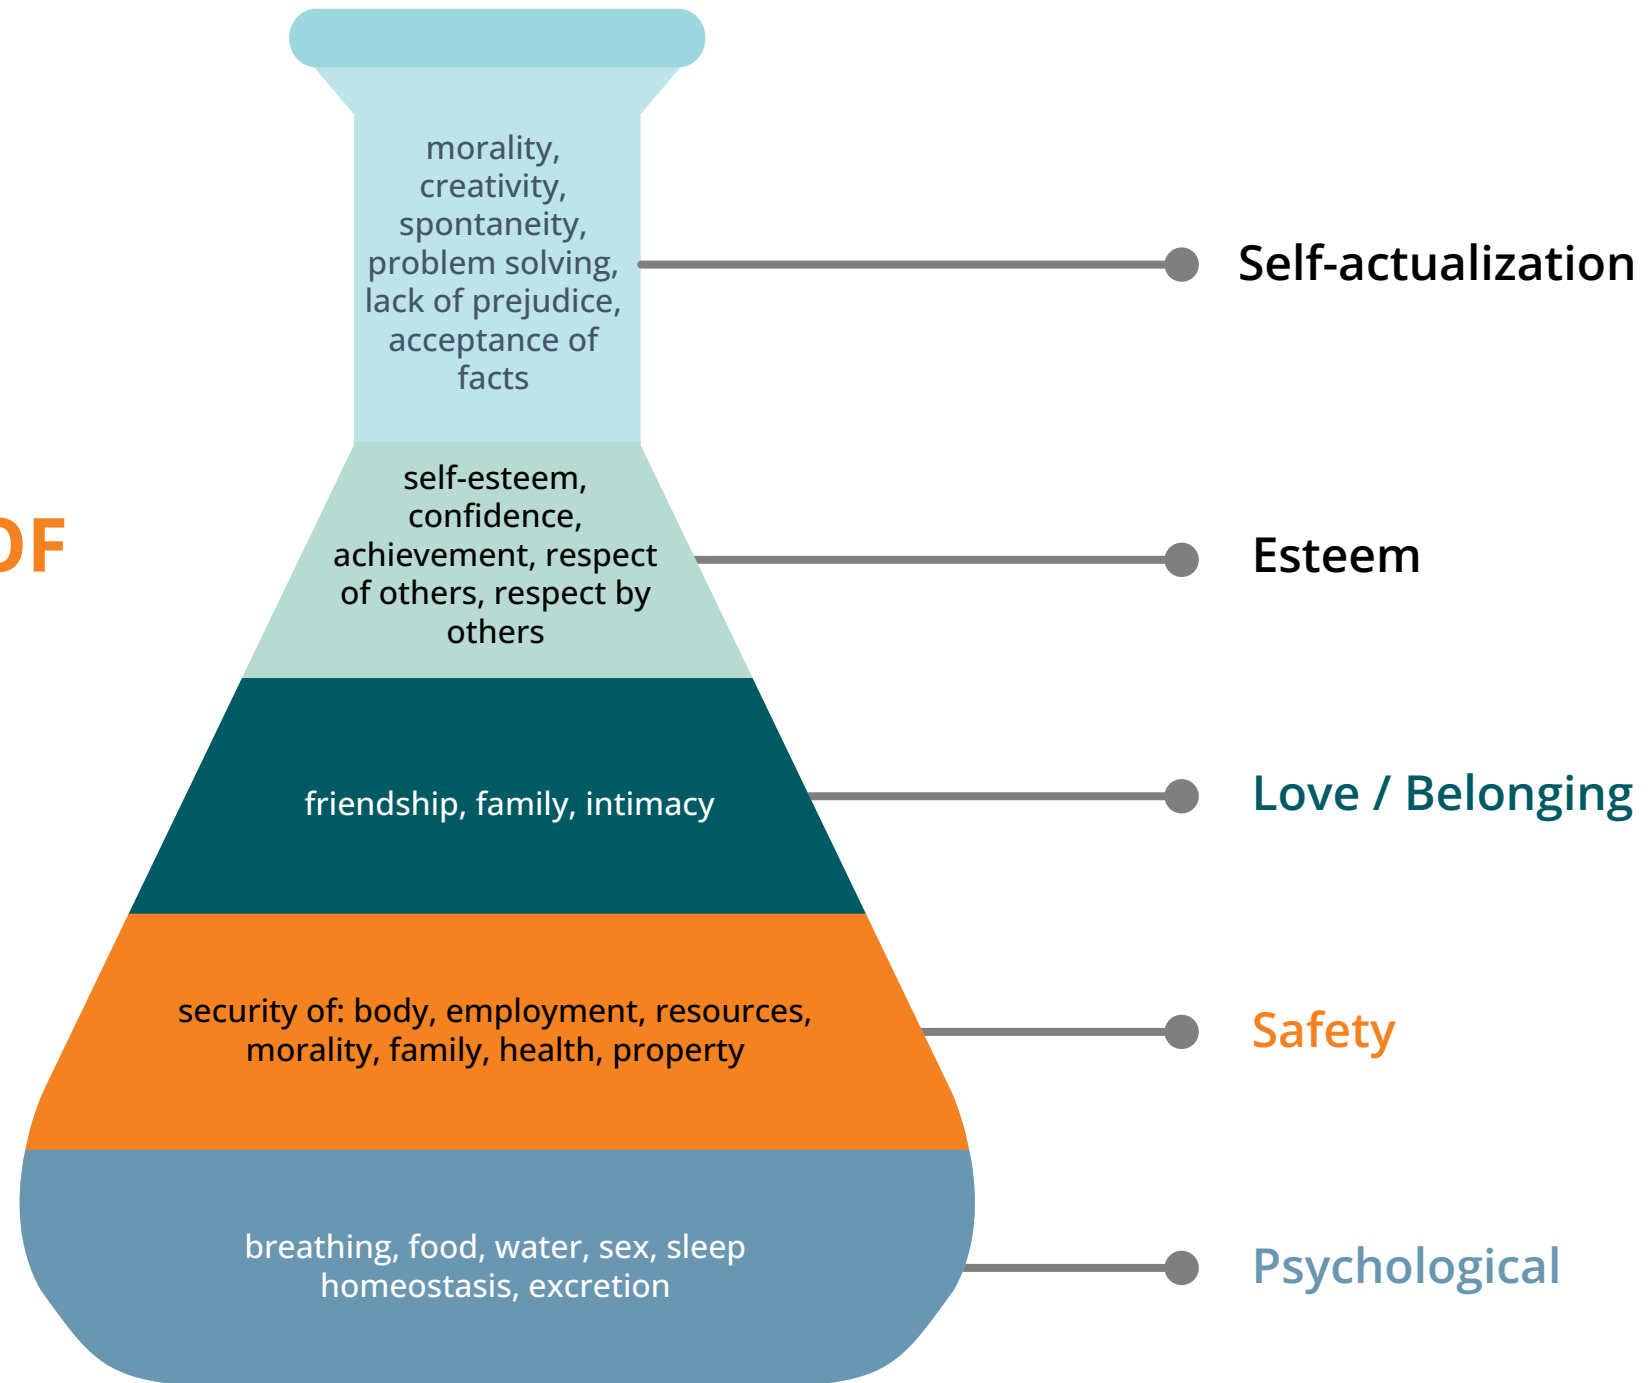 morality,
creativity,
spontaneity,
problem solving,
lack of prejudice,
acceptance of
facts
Self-actualization
OF
self-esteem,
confidence,
achievement, respect
of others, respect by
others
Esteem
friendship, family, intimacy
Love / Belonging
security of: body, employment, resources,
morality, family, health, property
Safety
breathing, food, water, sex, sleep
homeostasis, excretion
Psychological